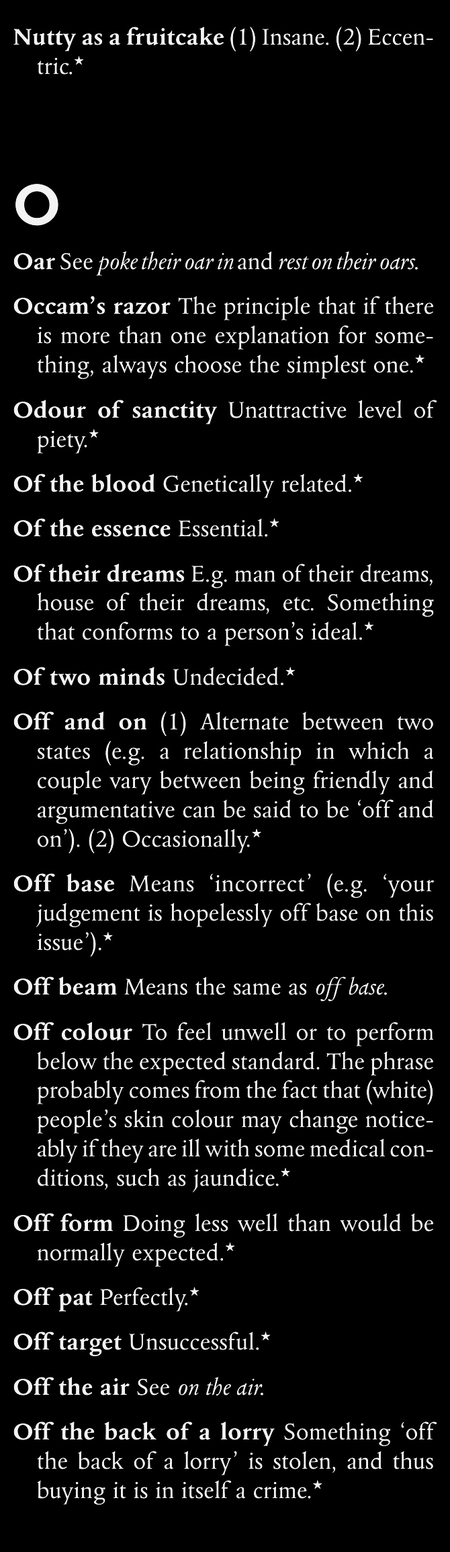 Nutty as a fruitcake (1) Insane. (2) Eccen-
tric.★
O
Oar See poke their oar in and rest on their oars.
Occam's razor The principle that if there
is more than one explanation for some-
thing, always choose the simplest one.★
Odour of sanctity Unattractive level of
piety.★
Of the blood Genetically related.★
Of the essence Essential.★
Of their dreams E.g. man of their dreams,
house of their dreams, etc. Something
that conforms to a person's ideal.★
Of two minds Undecided.★
Off and on (1) Alternate between two
states (e.g. a relationship in which a
couple vary between being friendly and
argumentative can be said to be ‘off and
on’). (2) Occasionally.★
Off base Means ‘incorrect’ (e.g. ‘your
judgement is hopelessly off base on this
issue’).★
Off beam Means the same as off base.
Off colour To feel unwell or to perform
below the expected standard. The phrase
probably comes from the fact that (white)
people's skin colour may change notice-
ably if they are ill with some medical con-
ditions, such as jaundice.★
Off form Doing less well than would be
normally expected.★
Off pat Perfectly.★
Off target Unsuccessful.★
Off the air See on the air.
Off the back of a lorry Something ‘off
the back of a lorry’ is stolen, and thus
buying it is in itself a crime.★